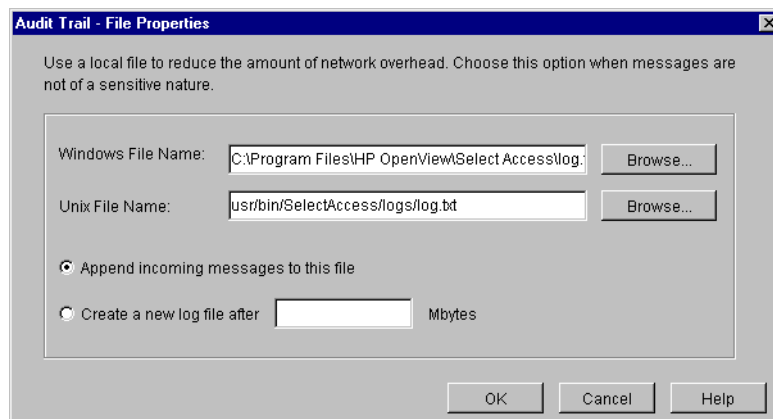 Audit Trail - File Properties
Use a local file to reduce the amount of network overhead. Choose this option when messages are
not of a sensitive nature.
Windows File Name: C:\Program Files\HP OpenView\Select Access\log. Browse...
Unix File Name: usr/bin/SelectAccess/logs/log.txt Browse...
Append incoming messages to this file
Create a new log file after Mbytes
OK Cancel Help